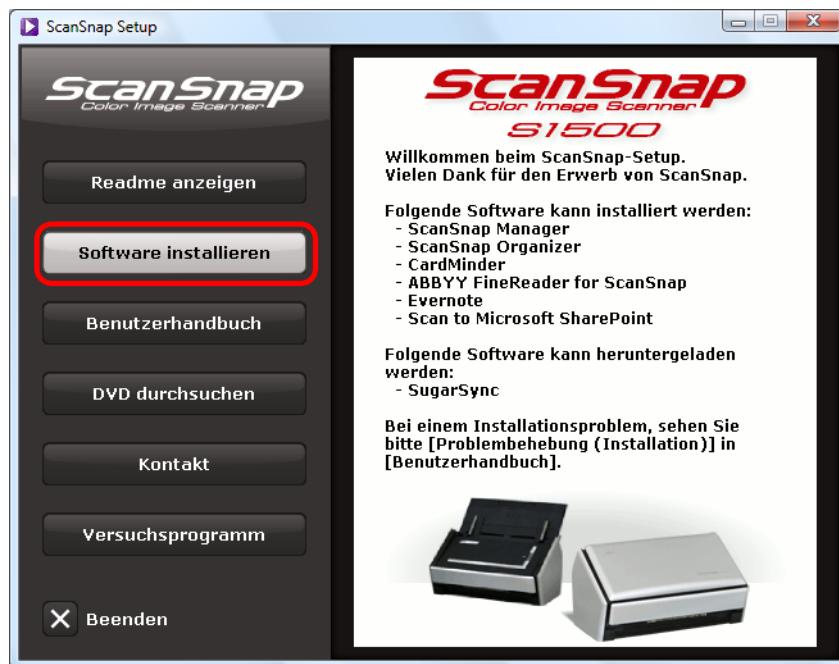 ScanSnap Setup
ScanSnap
Color Image Scanner
Readme anzeigen
Software installieren
Benutzerhandbuch
DVD durchsuchen
Kontakt
Versuchsprogramm
Beenden
ScanSnap
Color Image Scanner
S1500
Willkommen beim ScanSnap-Setup.
Vielen Dank für den Erwerb von ScanSnap.
Folgende Software kann installiert werden:
- ScanSnap Manager
- ScanSnap Organizer
- CardMinder
- ABBYY FineReader for ScanSnap
- Evernote
- Scan to Microsoft SharePoint
Folgende Software kann heruntergeladen
werden:
- SugarSync
Bei einem Installationsproblem, sehen Sie
bitte [Problembehebung (Installation)] in
[Benutzerhandbuch].